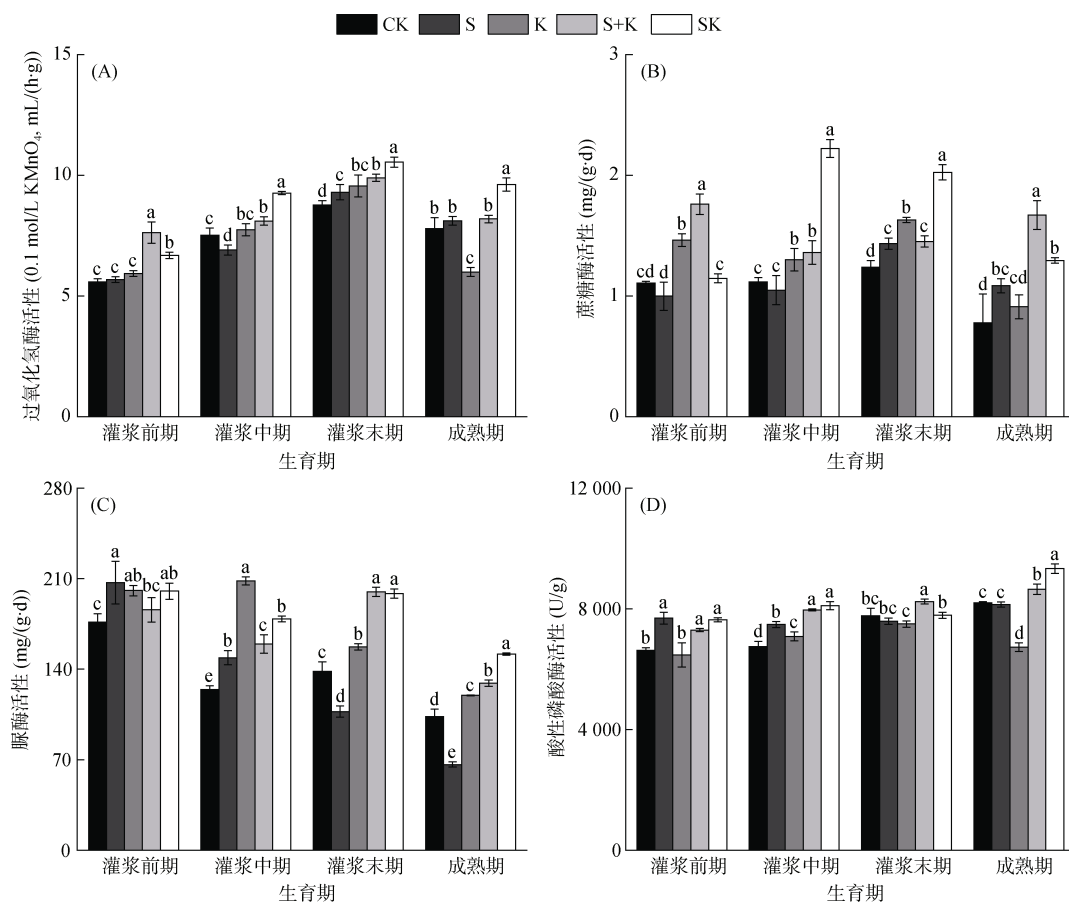 CK S K S+K SK
(A)
过氧化氢酶活性 (0.1 mol/L KMnO₄, mL/(h·g))
15
10
5
0
c c c a b
c d bc b a
d c bc b a
b b c b a
灌浆前期 灌浆中期 灌浆末期 成熟期
生育期
(B)
蔗糖酶活性 (mg/(g·d))
3
2
1
0
cd d b a c
c c b b a
c b b b a
d bc cd a b
灌浆前期 灌浆中期 灌浆末期 成熟期
生育期
(C)
脲酶活性 (mg/(g·d))
280
210
140
70
0
c a ab bc ab
e b a c b
c d b a a
d e c b a
灌浆前期 灌浆中期 灌浆末期 成熟期
生育期
(D)
酸性磷酸酶活性 (U/g)
12 000
8 000
4 000
0
b a b a a
d b c a a
bc c c a b
c c d b a
灌浆前期 灌浆中期 灌浆末期 成熟期
生育期